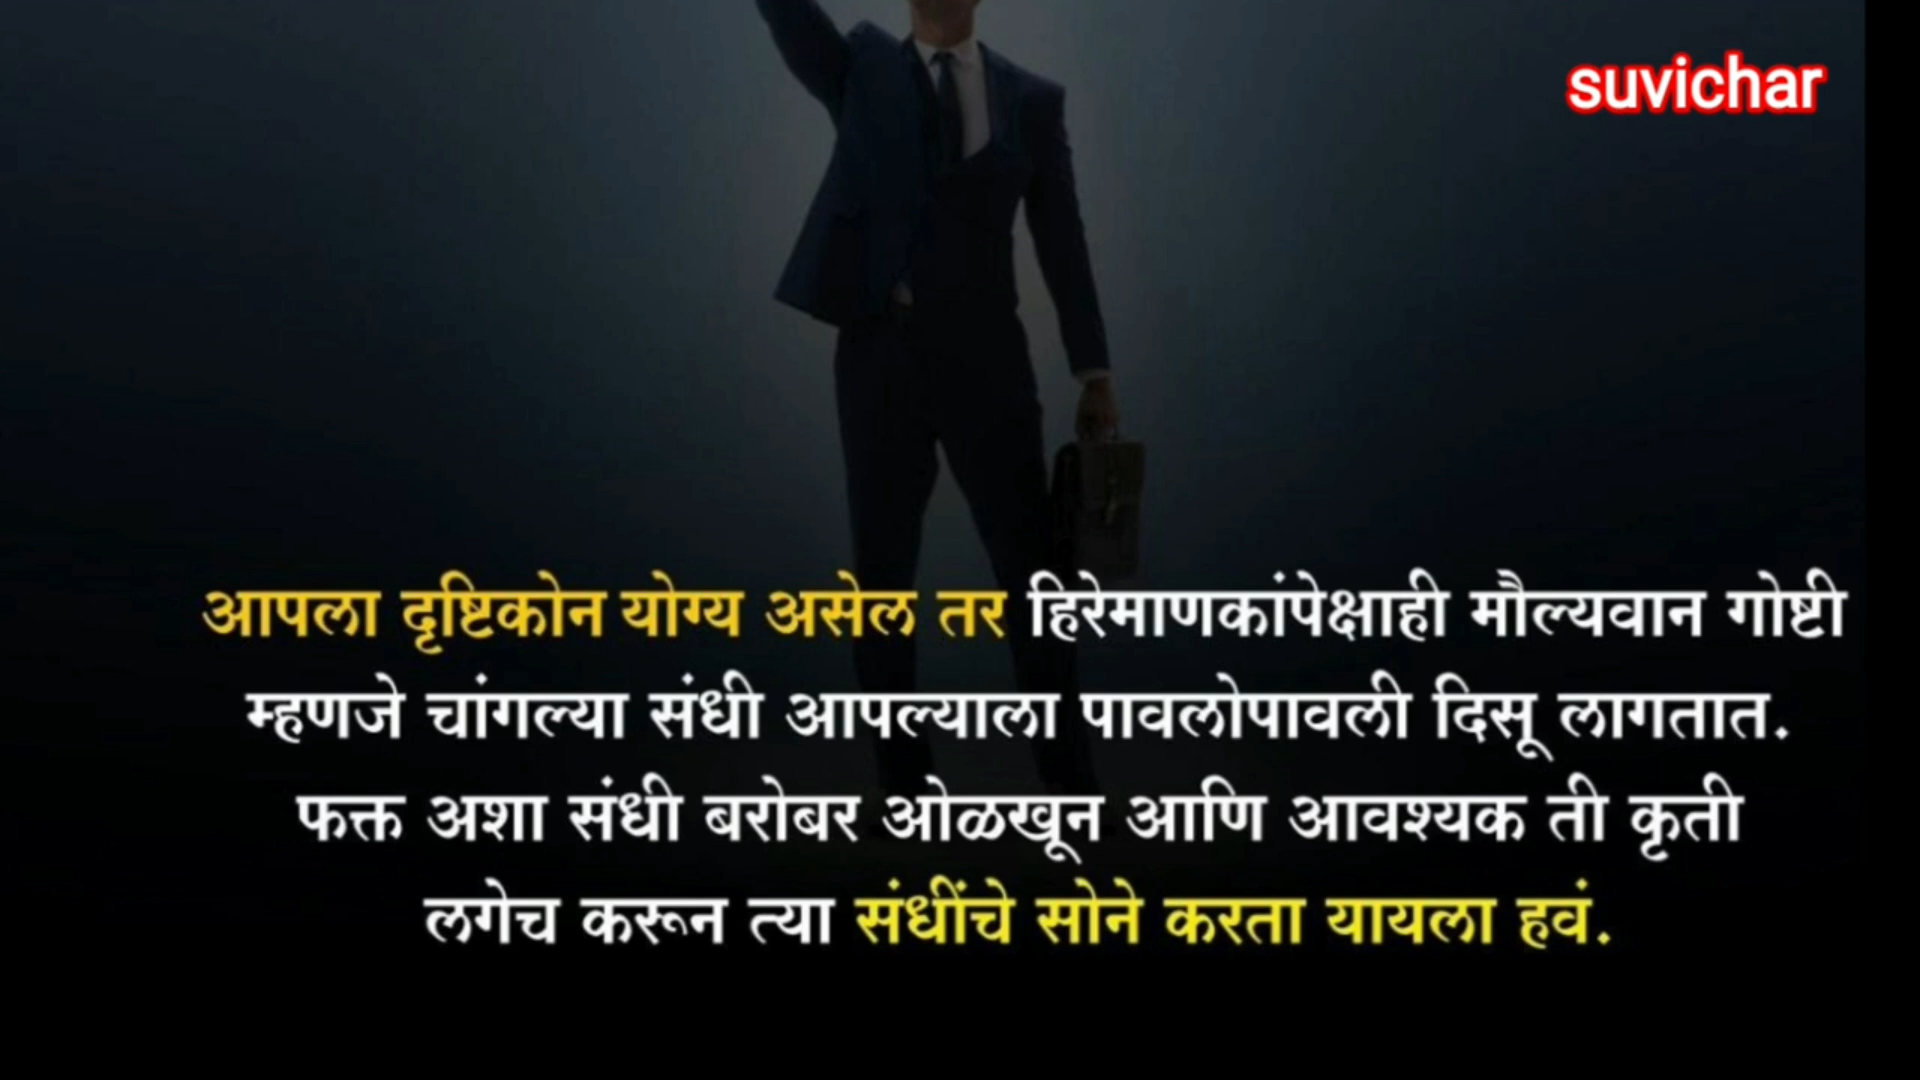 suvichar
आपला दृष्टिकोन योग्य असेल तर हिरेमाणकांपेक्षाही मौल्यवान गोष्टी
म्हणजे चांगल्या संधी आपल्याला पावलोपावली दिसू लागतात.
फक्त अशा संधी बरोबर ओळखून आणि आवश्यक ती कृती
लगेच करून त्या संधींचे सोने करता यायला हवं.